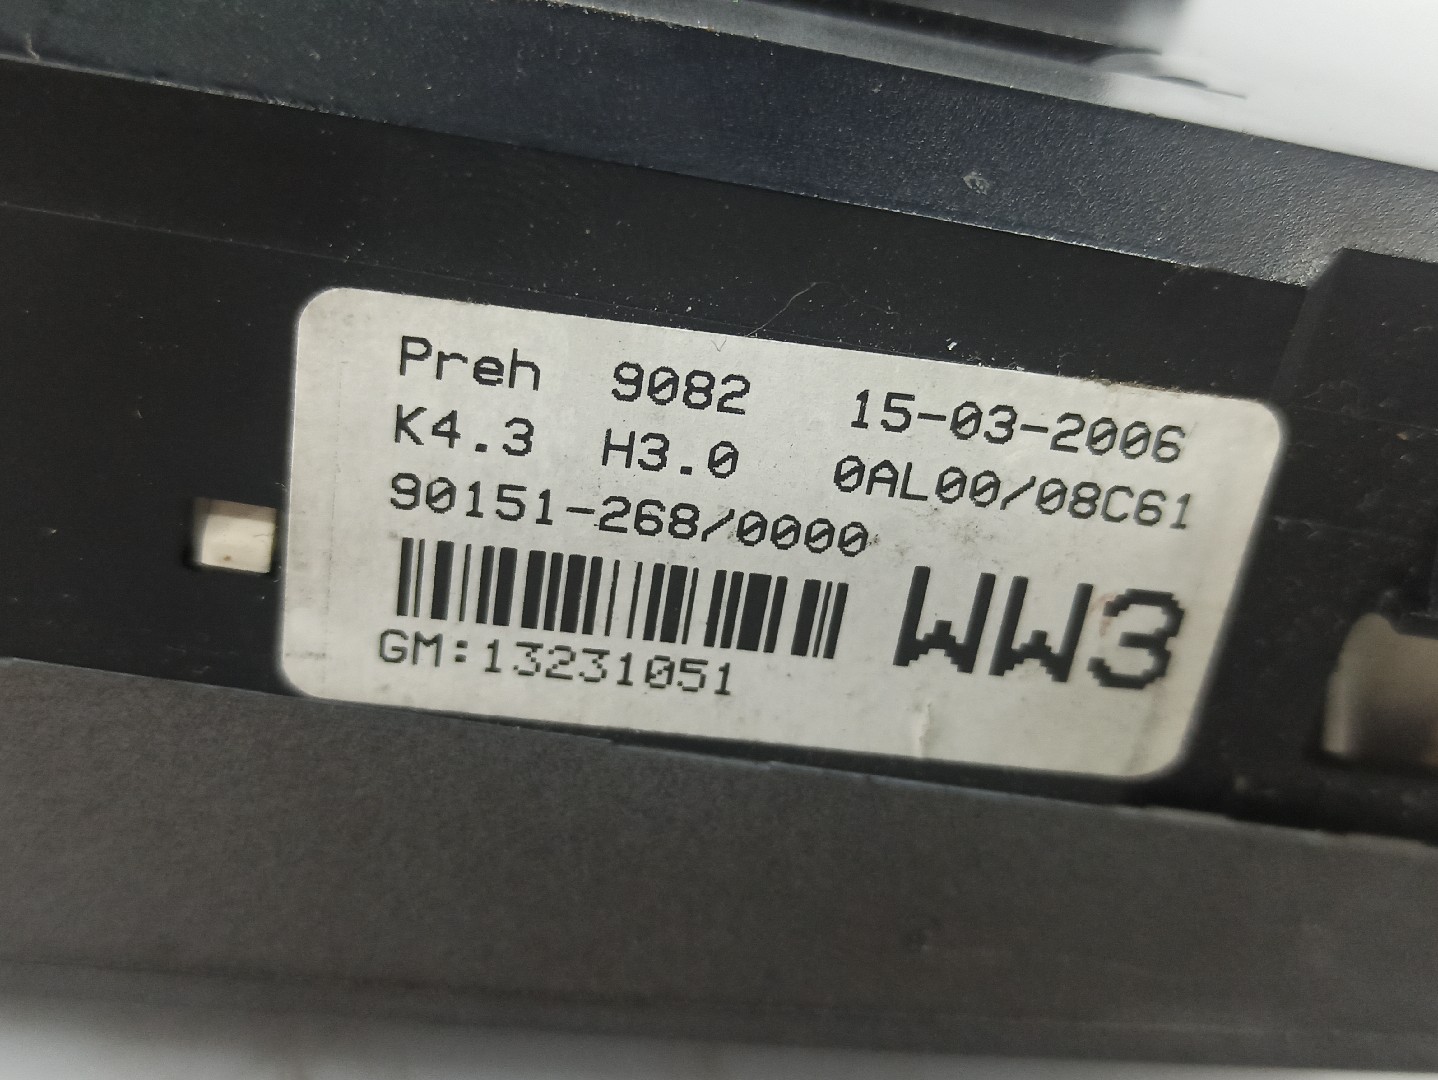 Preh 9082 15-03-2006
K4.3 H3.0 0AL00/08C61
90151-268/0000
WW3
GM:13231051